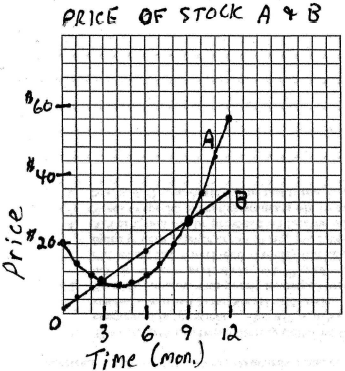 PRICE OF STOCK A & B
$60
$40
$20
A
B
Price
0
3
6
9
12
Time (mon.)